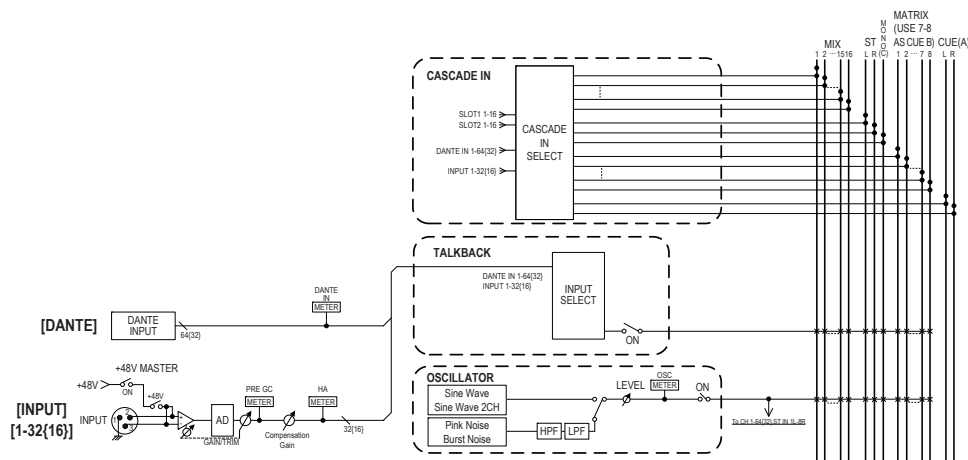 MATRIX
(USE 7-8
MIX ST MONO(C) AS CUE B) CUE(A)
1 2 ··· 15 16 L R 1 2 ··· 7 8 L R
CASCADE IN
SLOT1 1-16
SLOT2 1-16
DANTE IN 1-64{32}
INPUT 1-32{16}
CASCADE
IN
SELECT
TALKBACK
DANTE IN 1-64{32}
INPUT 1-32{16}
INPUT
SELECT
ON
[DANTE]
DANTE
INPUT
64{32}
DANTE
IN
METER
OSCILLATOR
Sine Wave
Sine Wave 2CH
Pink Noise
Burst Noise
HPF
LPF
LEVEL
OSC
METER
ON
To CH 1-64{32},ST IN 1L-8R
+48V MASTER
+48V
ON
+48V
[INPUT]
[1-32{16}]
INPUT
1
2
3
+
-
AD
GAIN/TRIM
PRE GC
METER
Compensation
Gain
HA
METER
32{16}